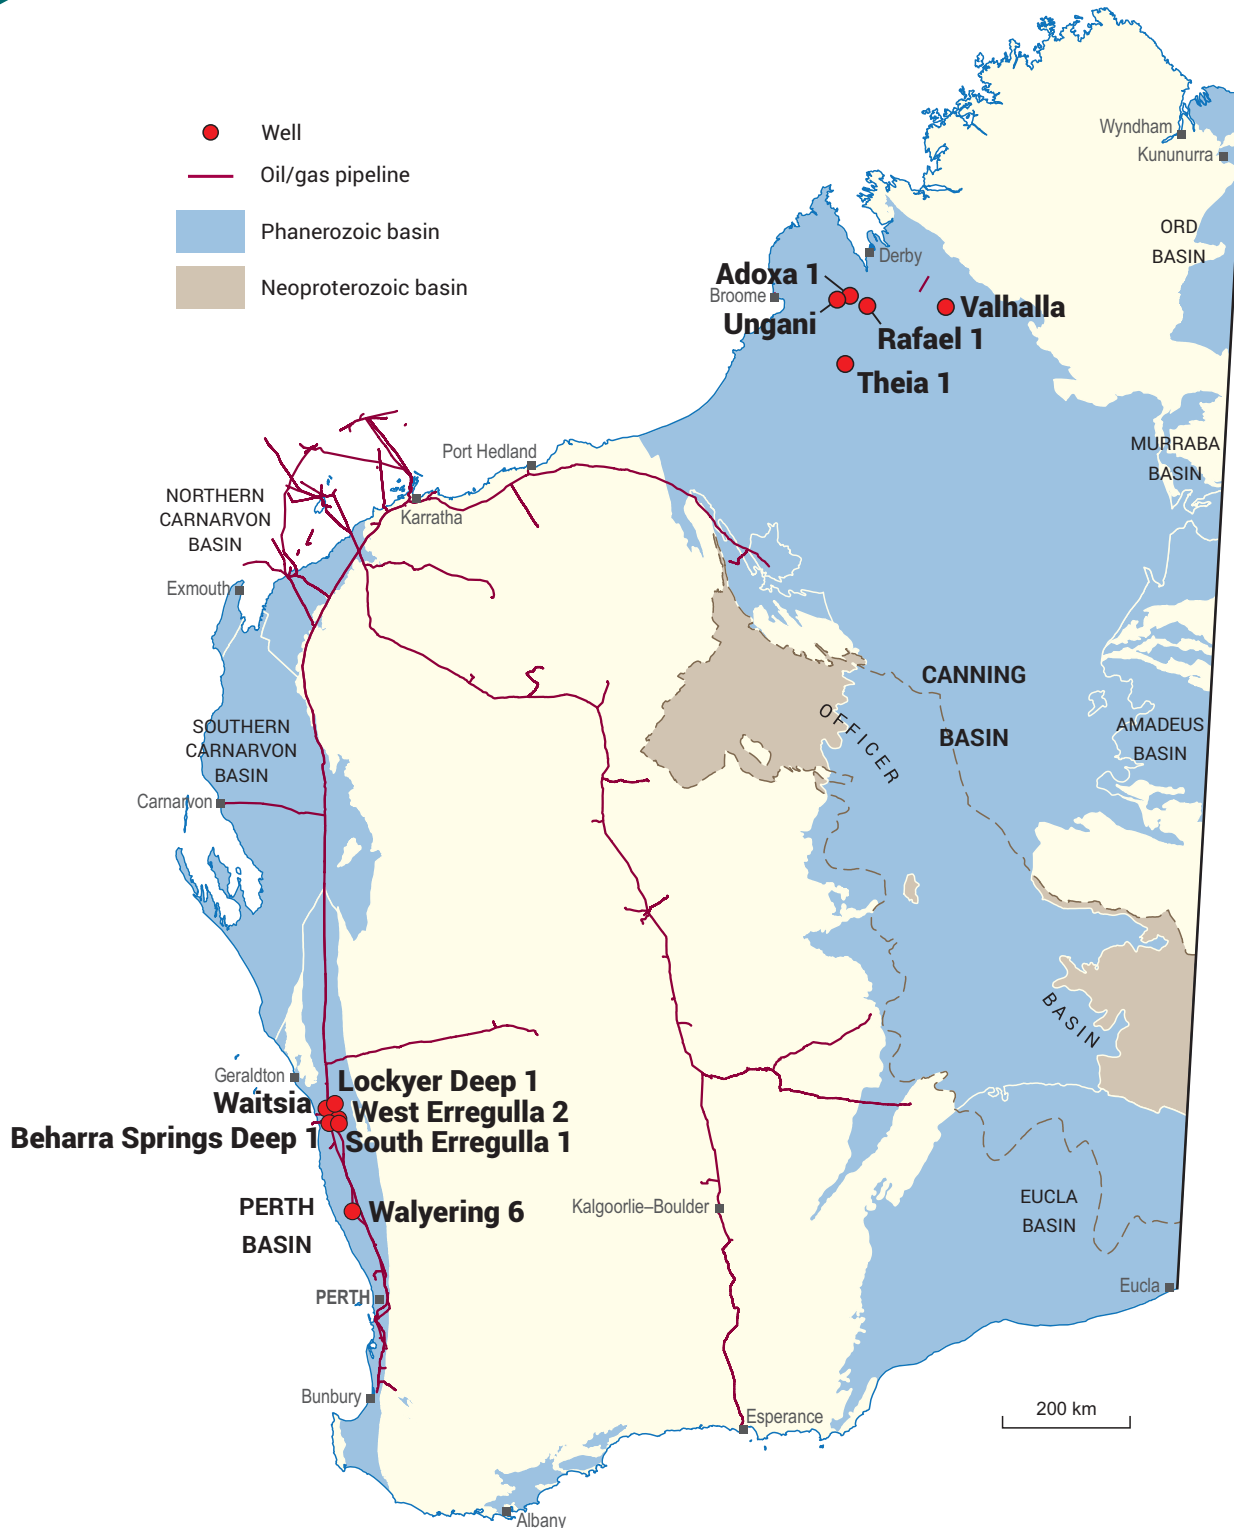 Well
Oil/gas pipeline
Phanerozoic basin
Neoproterozoic basin
Wyndham
Kununurra
ORD
BASIN
Derby
Adoxa 1
Broome
Ungani
Valhalla
Rafael 1
Theia 1
MURRABA
BASIN
Port Hedland
Karratha
NORTHERN
CARNARVON
BASIN
Exmouth
CANNING
BASIN
OFFICER
BASIN
AMADEUS
BASIN
SOUTHERN
CARNARVON
BASIN
Carnarvon
Geraldton
Lockyer Deep 1
Waitsia
West Erregulla 2
Beharra Springs Deep 1
South Erregulla 1
PERTH
BASIN
Walyering 6
Kalgoorlie–Boulder
EUCLA
BASIN
Eucla
PERTH
Bunbury
Esperance
200 km
Albany